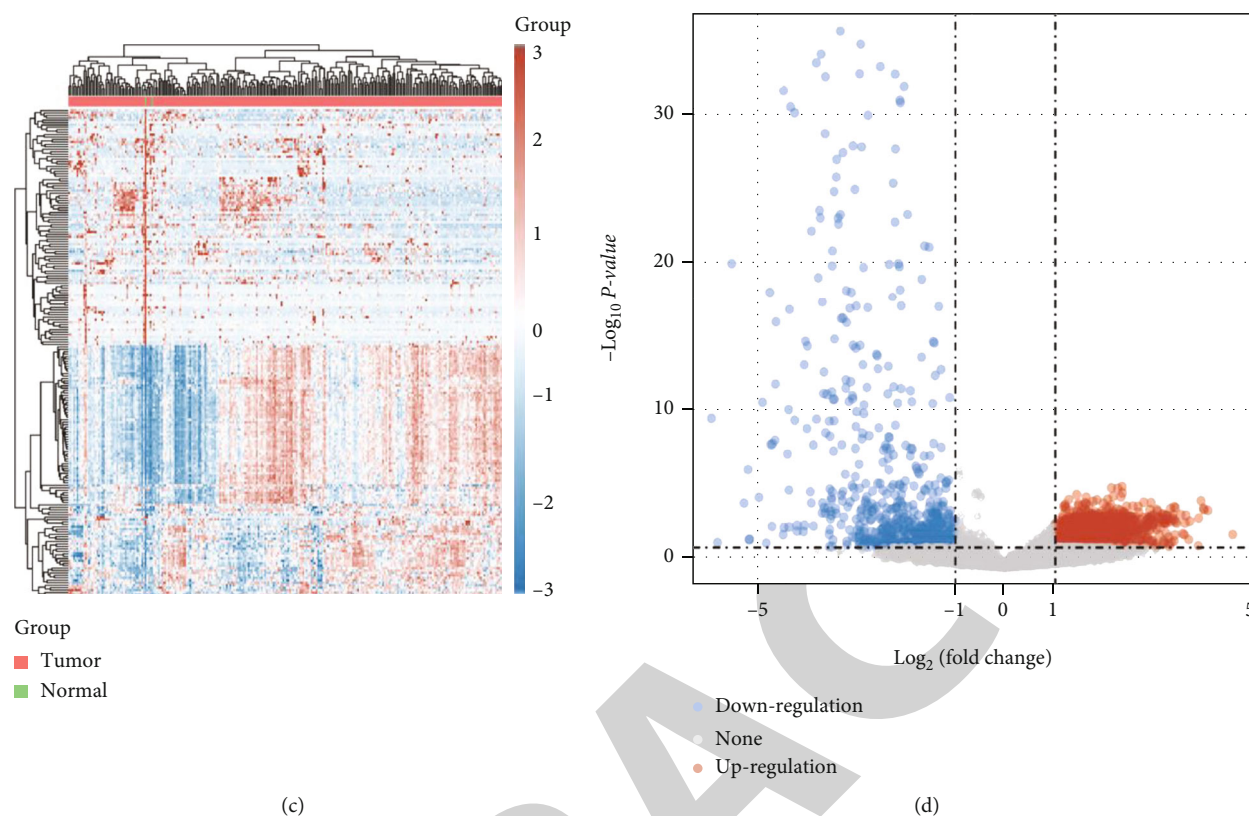 Group
3
2
1
0
−1
−2
−3
Group
Tumor
Normal
(c)
30
20
10
0
−Log10 P-value
−5
−1
0
1
5
Log2 (fold change)
Down-regulation
None
Up-regulation
(d)